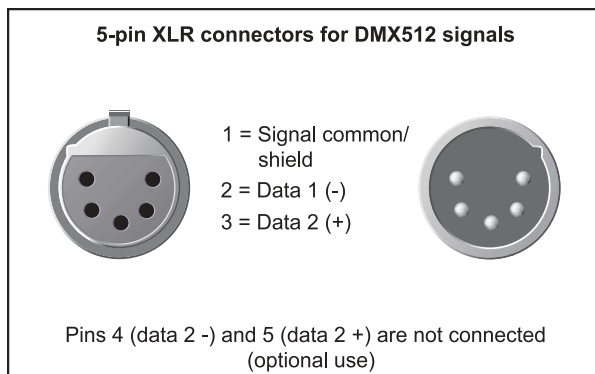 5-pin XLR connectors for DMX512 signals
1 = Signal common/
shield
2 = Data 1 (-)
3 = Data 2 (+)
Pins 4 (data 2 -) and 5 (data 2 +) are not connected
(optional use)